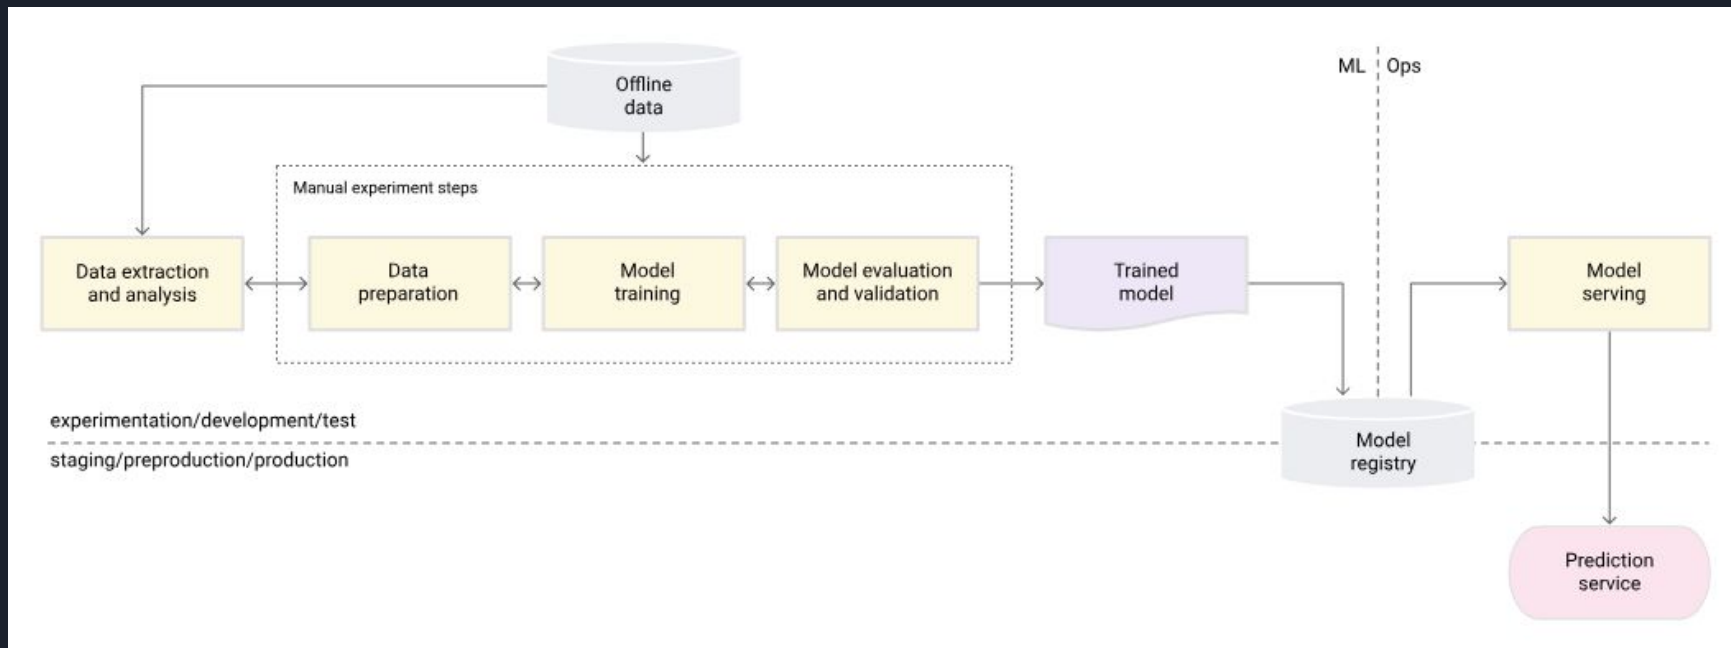 Offline
data
ML
Ops
Manual experiment steps
Data extraction
and analysis
Data
preparation
Model
training
Model evaluation
and validation
Trained
model
Model
serving
experimentation/development/test
staging/preproduction/production
Model
registry
Prediction
service